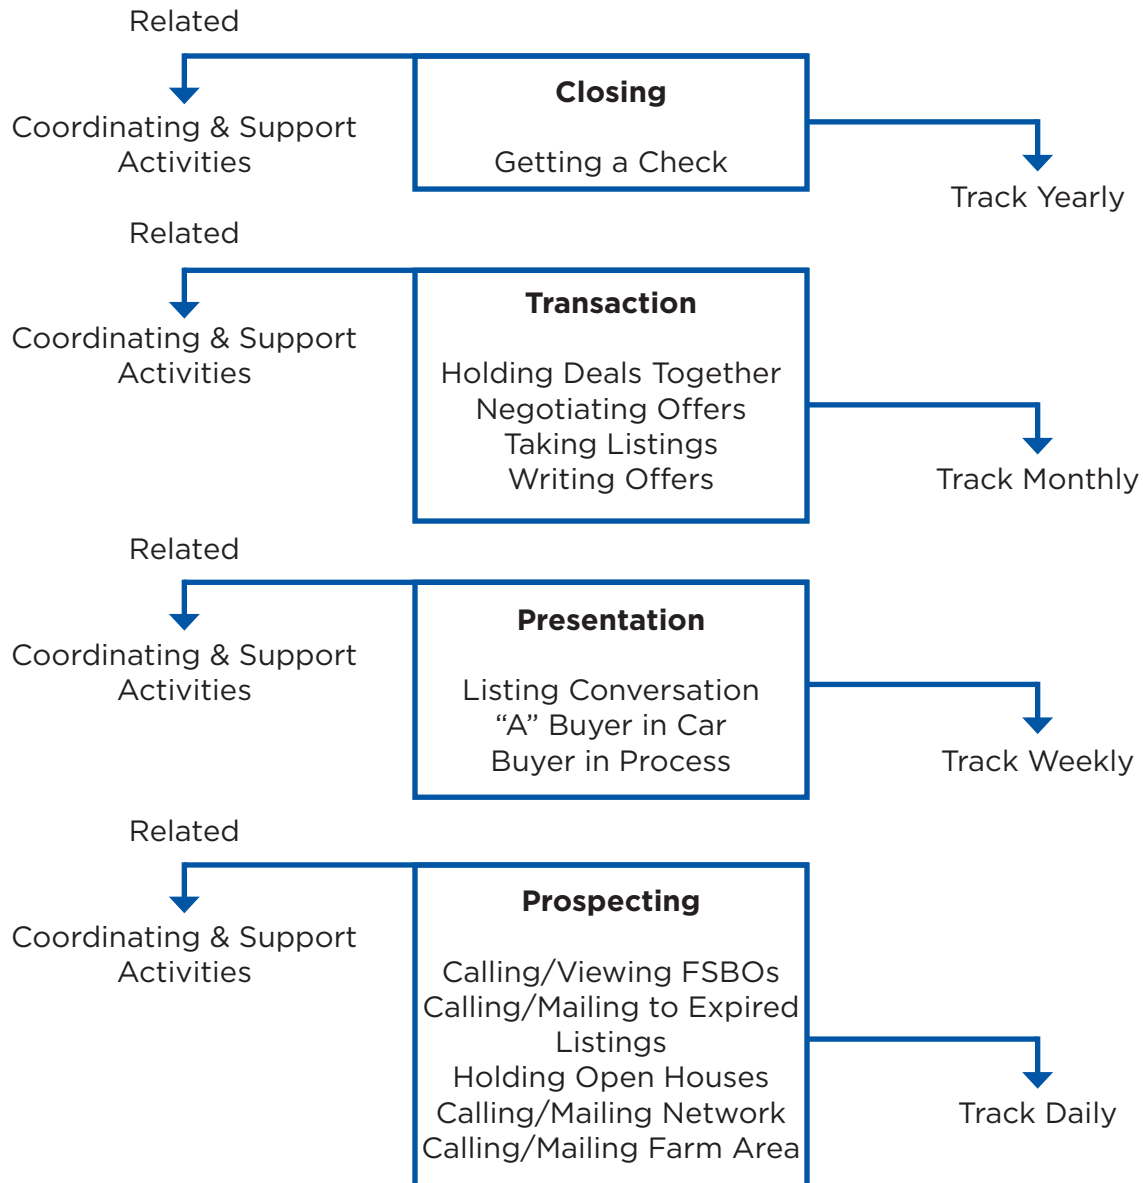 Related
Closing
Coordinating & Support
Activities
Getting a Check
Track Yearly
Related
Transaction
Coordinating & Support
Activities
Holding Deals Together
Negotiating Offers
Taking Listings
Writing Offers
Track Monthly
Related
Presentation
Coordinating & Support
Activities
Listing Conversation
“A” Buyer in Car
Buyer in Process
Track Weekly
Related
Prospecting
Coordinating & Support
Activities
Calling/Viewing FSBOs
Calling/Mailing to Expired
Listings
Holding Open Houses
Calling/Mailing Network
Calling/Mailing Farm Area
Track Daily